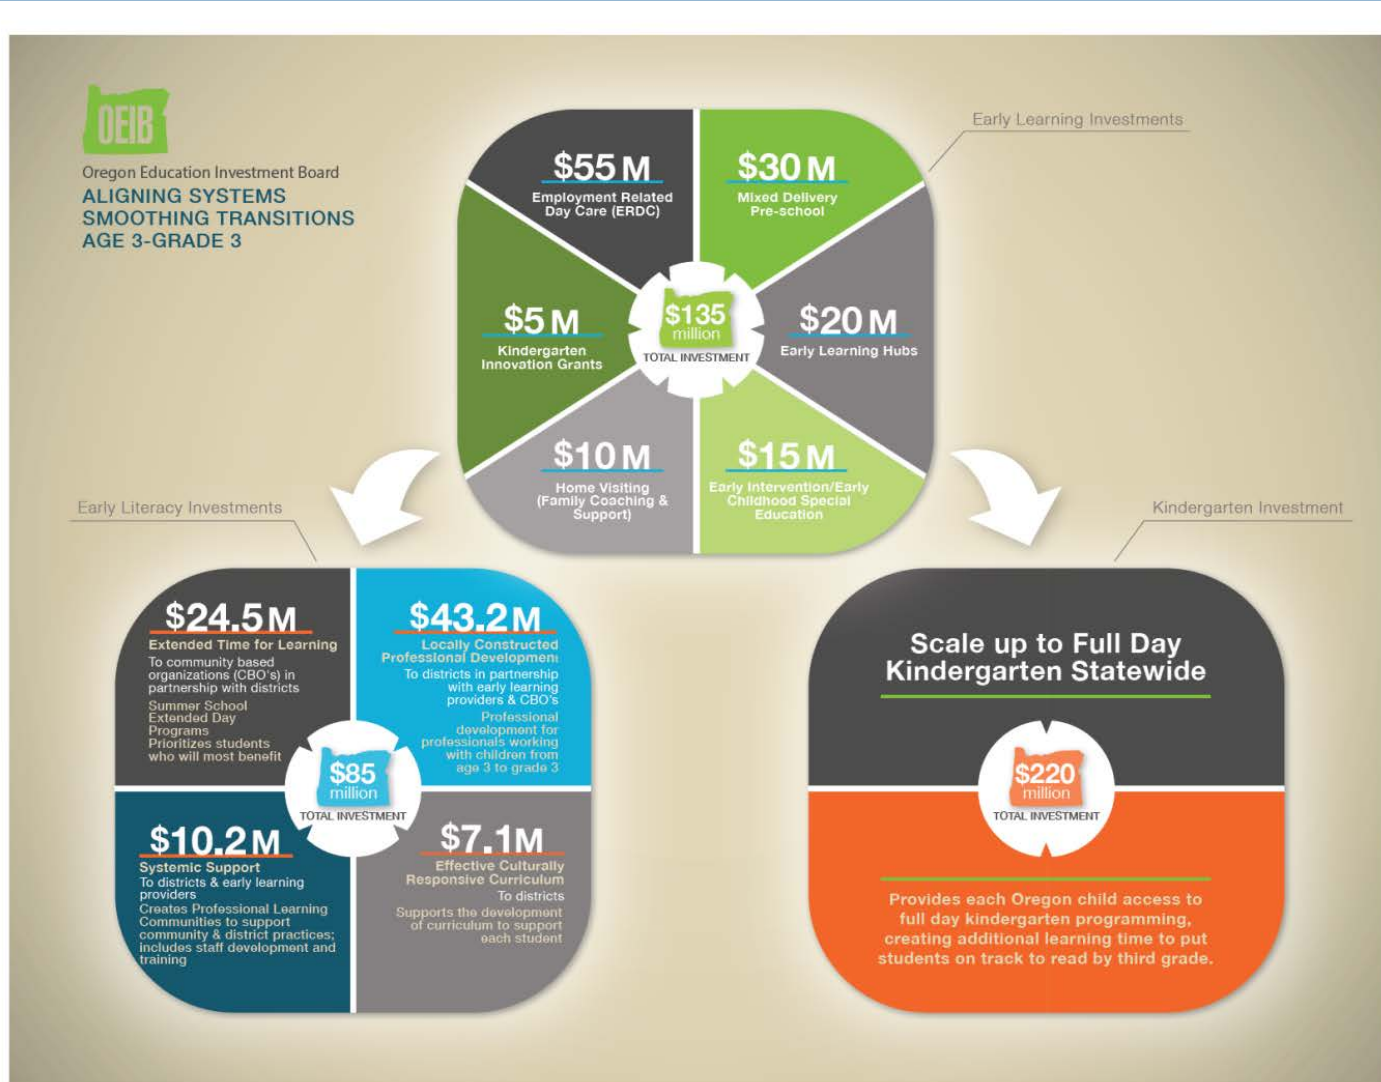 OEIB
Oregon Education Investment Board
ALIGNING SYSTEMS
SMOOTHING TRANSITIONS
AGE 3-GRADE 3
Early Learning Investments
$55 M
Employment Related
Day Care (ERDC)
$30 M
Mixed Delivery
Pre-school
$5 M
Kindergarten
Innovation Grants
$135
million
TOTAL INVESTMENT
$20 M
Early Learning Hubs
$10 M
Home Visiting
(Family Coaching &
Support)
$15 M
Early Intervention/Early
Childhood Special
Education
Early Literacy Investments
$24.5 M
Extended Time for Learning
To community based
organizations (CBO's) in
partnership with districts
Summer School
Extended Day
Programs
Prioritizes students
who will most benefit
$43.2 M
Locally Constructed
Professional Development
To districts in partnership
with early learning
providers & CBO's
Professional
development for
professionals working
with children from
age 3 to grade 3
$85
million
TOTAL INVESTMENT
$10.2 M
Systemic Support
To districts & early learning
providers
Creates Professional Learning
Communities to support
community & district practices;
includes staff development and
training
$7.1M
Effective Culturally
Responsive Curriculum
To districts
Supports the development
of curriculum to support
each student
Kindergarten Investment
Scale up to Full Day
Kindergarten Statewide
$220
million
TOTAL INVESTMENT
Provides each Oregon child access to
full day kindergarten programming,
creating additional learning time to put
students on track to read by third grade.